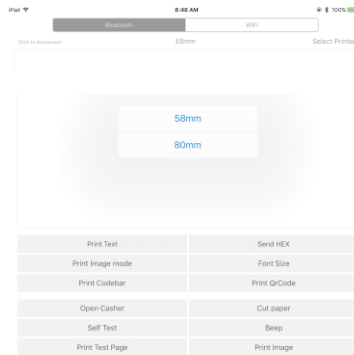 iPad 8:48 AM 100%
Bluetooth WIFI
Click to disconnect 58mm Select Printer
58mm
80mm
Print Text Send HEX
Print Image mode Font Size
Print Codebar Print QrCode
Open Casher Cut paper
Self Test Beep
Print Test Page Print Image